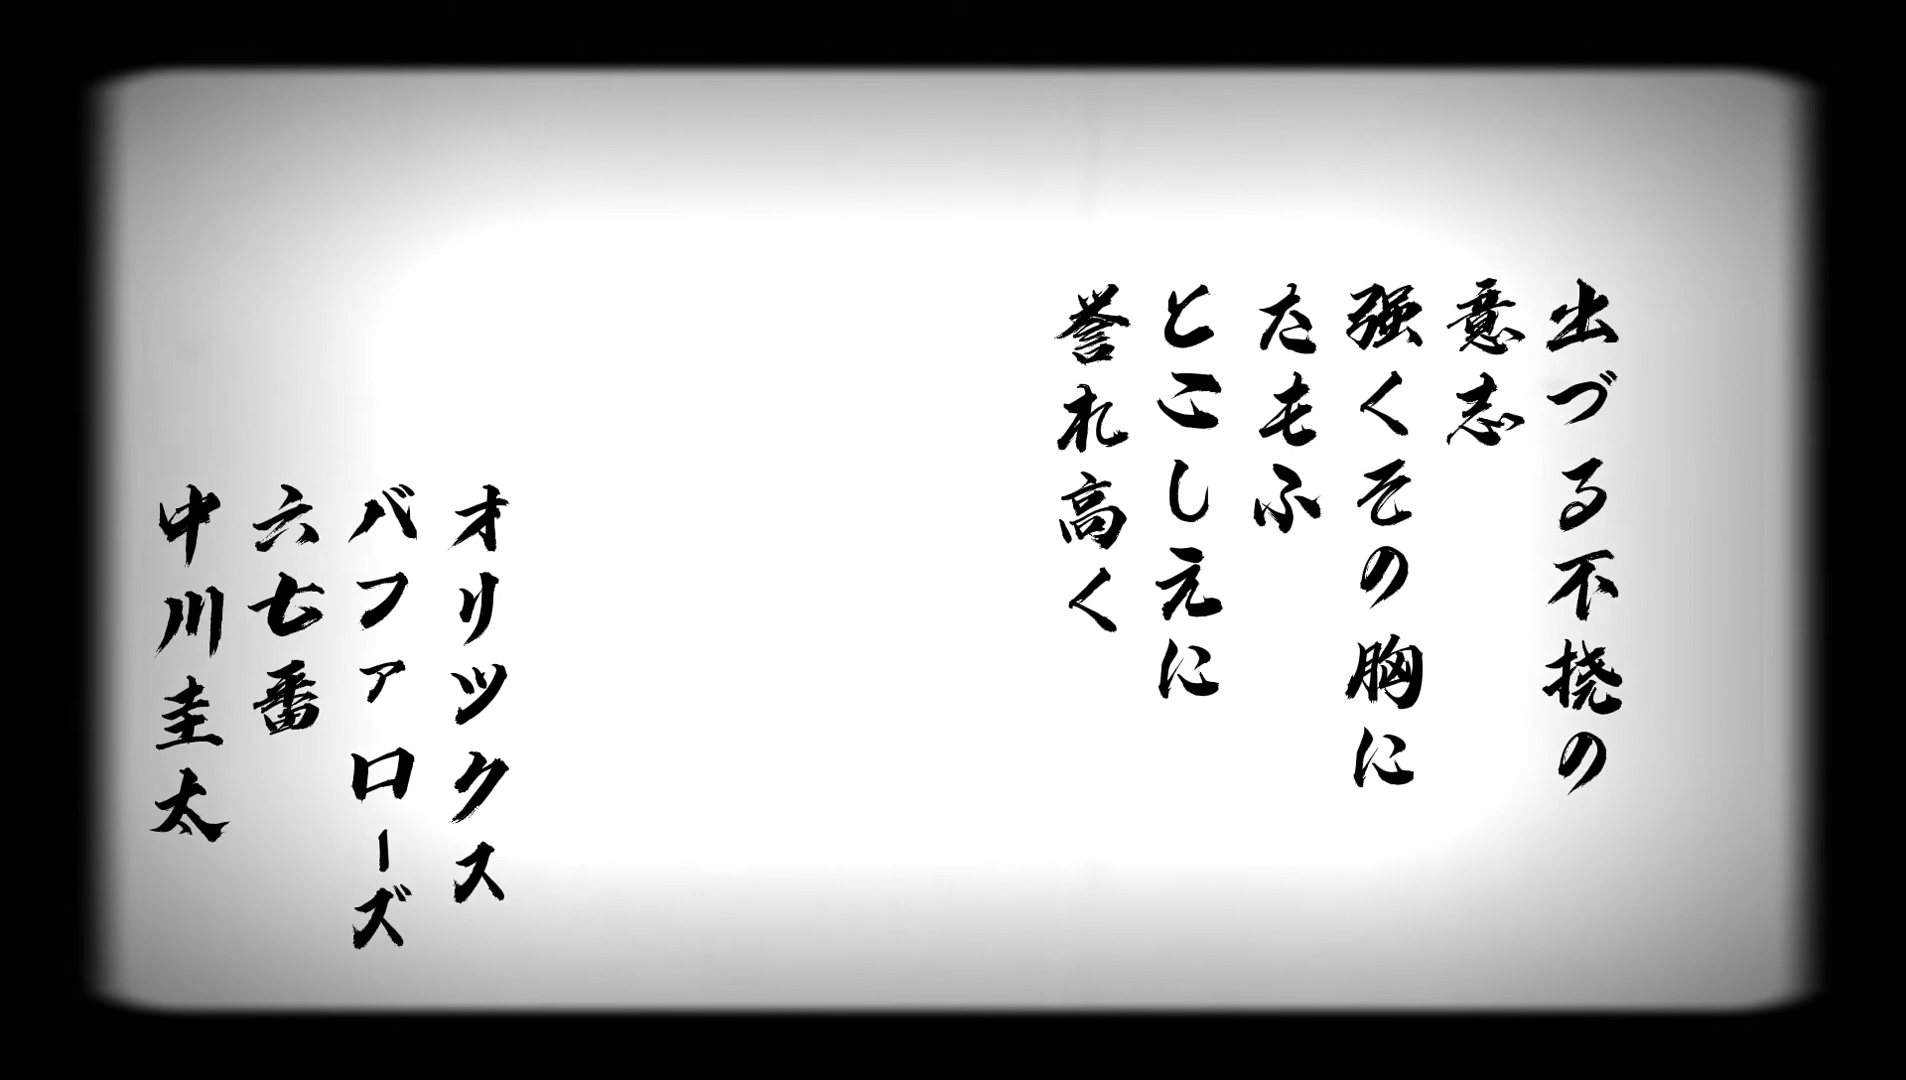 出づる不撓の
意志
強くその胸に
たもふ
とこし元に
誉れ高く
オリックス
バファローズ
六七番
中川圭太